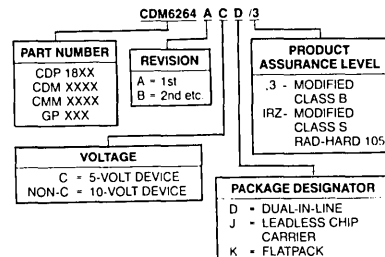 CDM6264 A C D /3
PART NUMBER
CDP 18XX
CDM XXXX
CMM XXXX
GP XXX
REVISION
A = 1st
B = 2nd etc.
PRODUCT
ASSURANCE LEVEL
,3 - MODIFIED
CLASS B
IRZ- MODIFIED
CLASS S
RAD-HARD 105
VOLTAGE
C = 5-VOLT DEVICE
NON-C = 10-VOLT DEVICE
PACKAGE DESIGNATOR
D = DUAL-IN-LINE
J = LEADLESS CHIP
CARRIER
K = FLATPACK